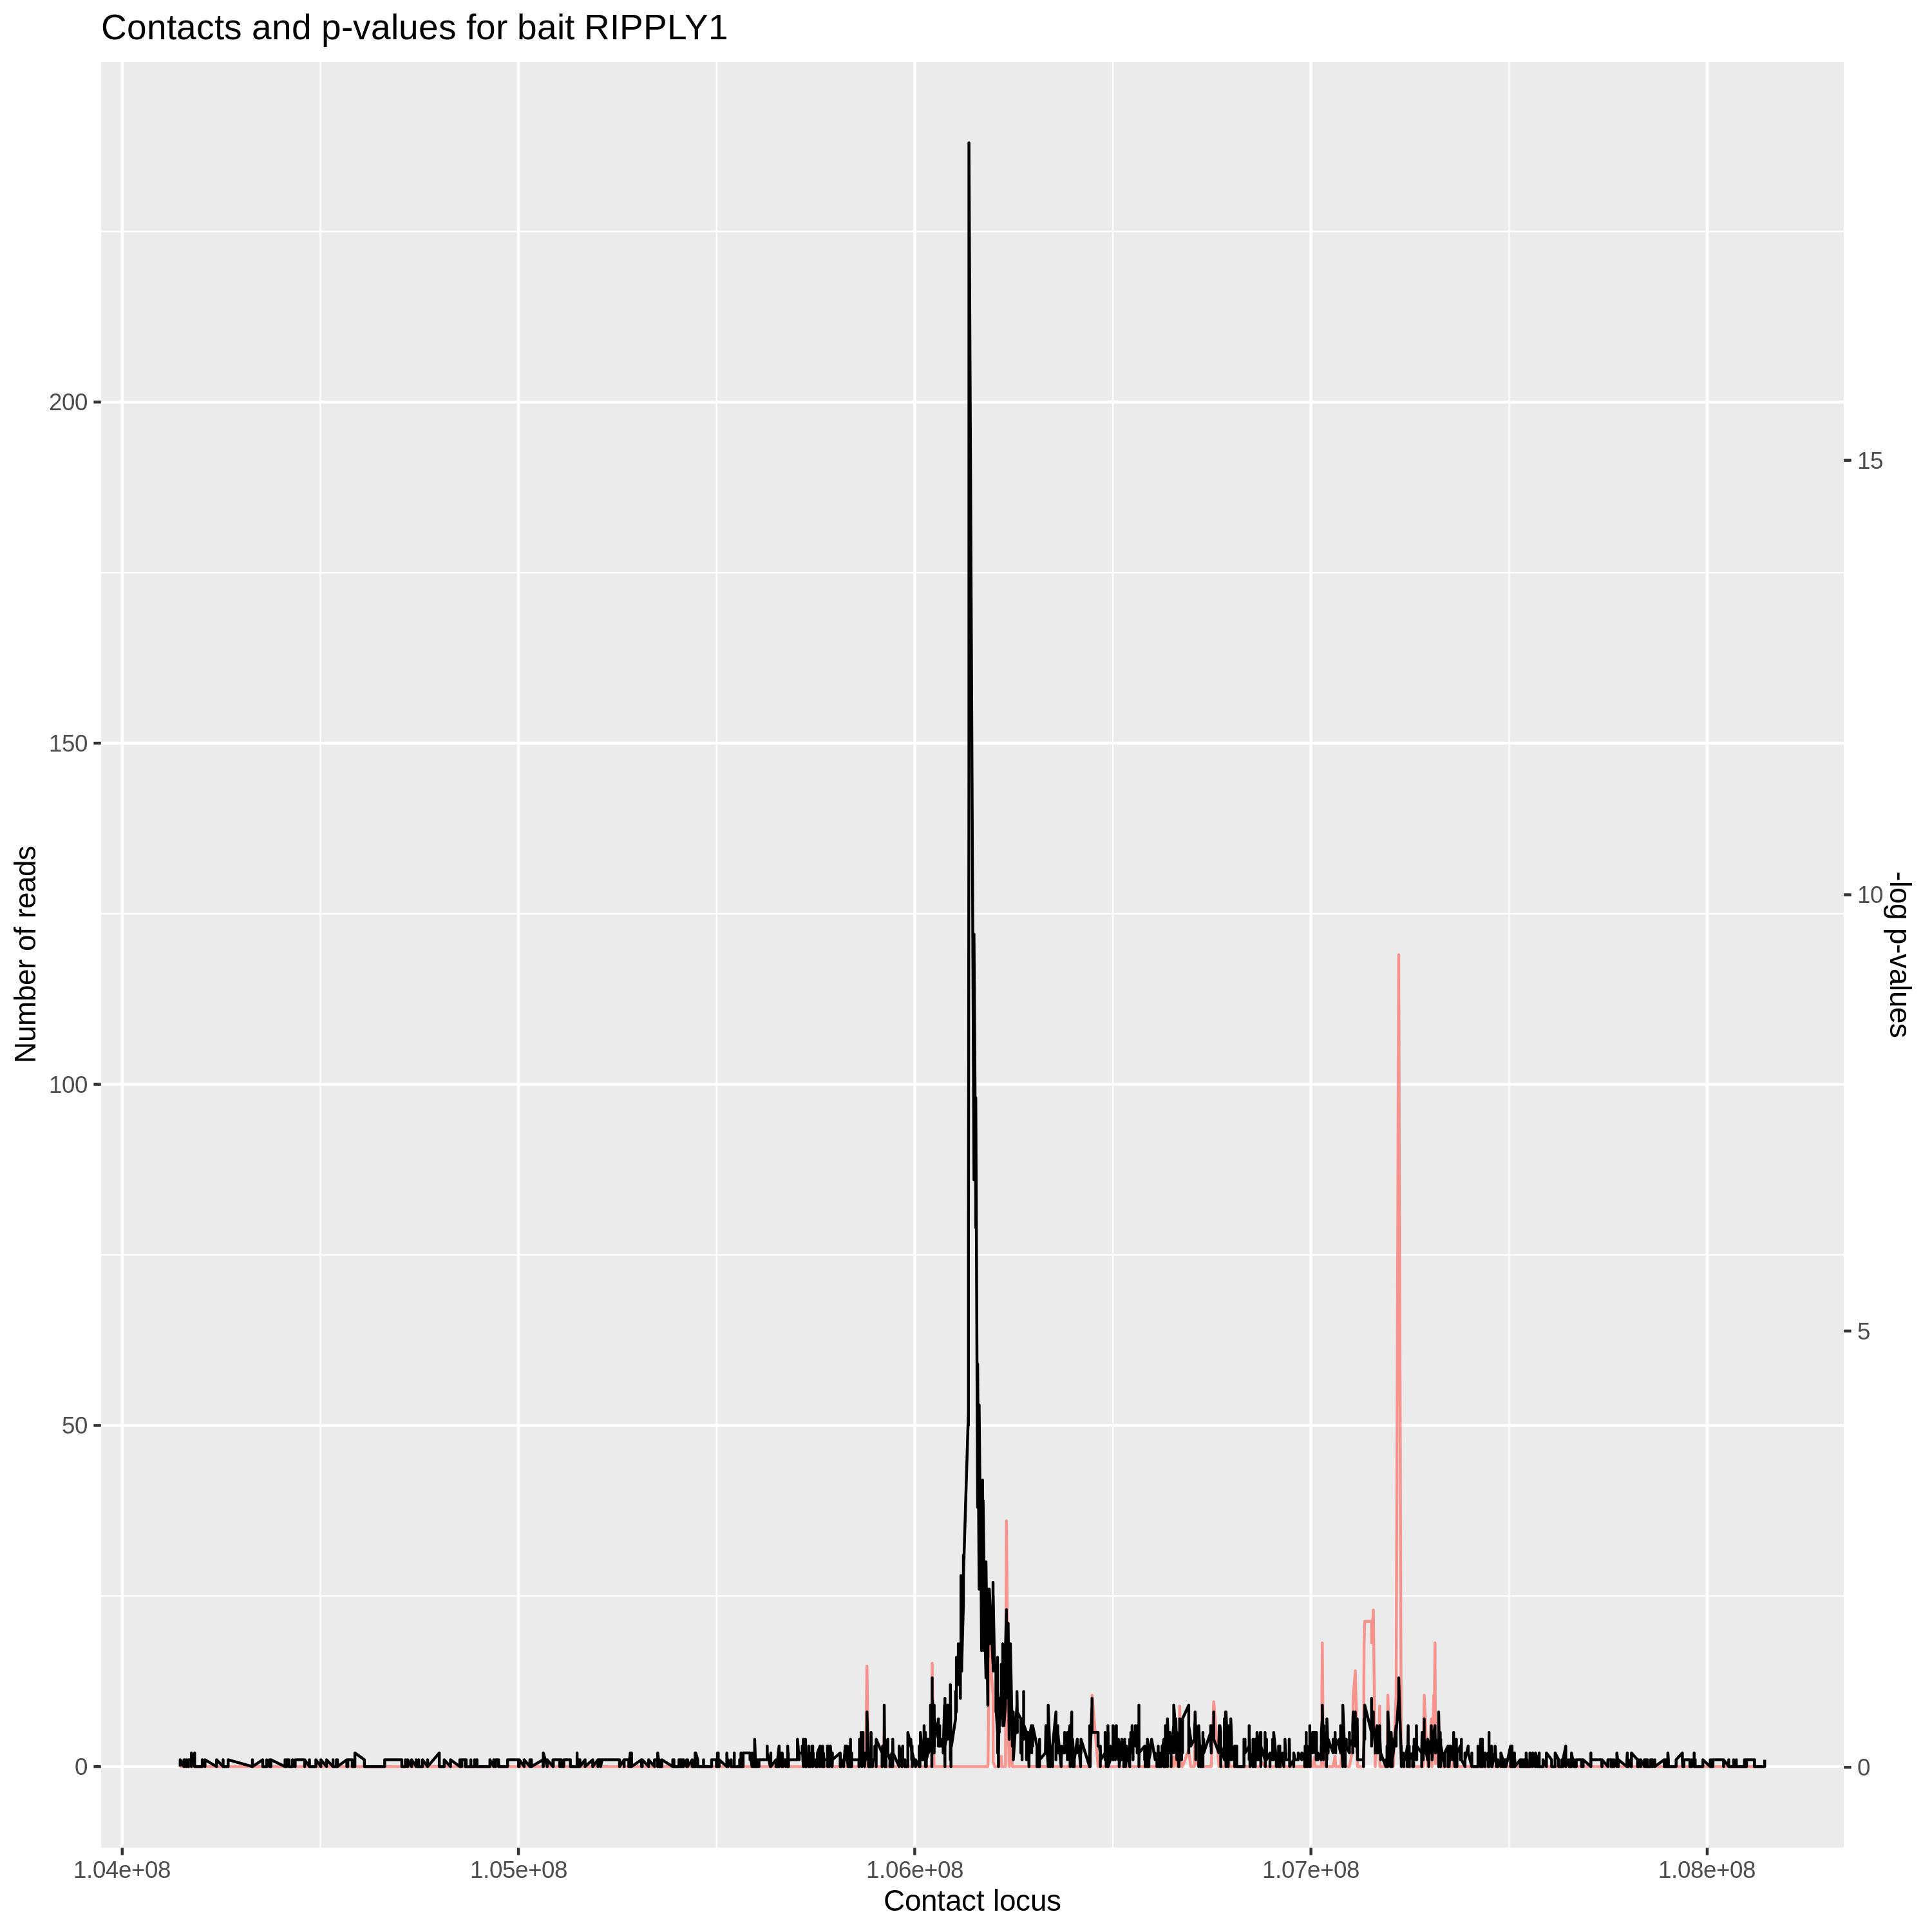 Contacts and p-values for bait RIPPLY1
Number of reads
200
150
100
50
0
15
10
5
0
-log p-values
1.04e+08
1.05e+08
1.06e+08
1.07e+08
1.08e+08
Contact locus